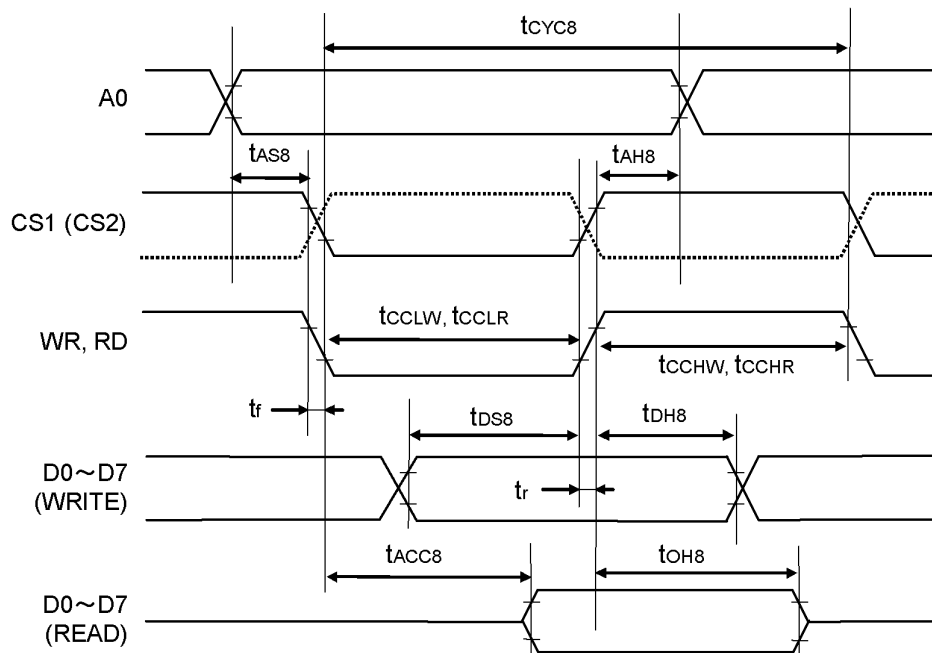 tCYC8
A0
tAS8
tAH8
CS1 (CS2)
tCCLW, tCCLR
WR, RD
tCCHW, tCCHR
tf
tDS8
tDH8
D0～D7
(WRITE)
tr
tACC8
tOH8
D0～D7
(READ)